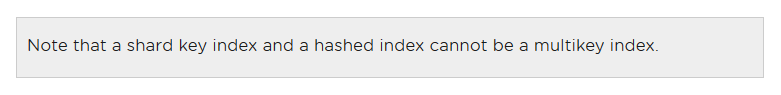 Note that a shard key index and a hashed index cannot be a multikey index.